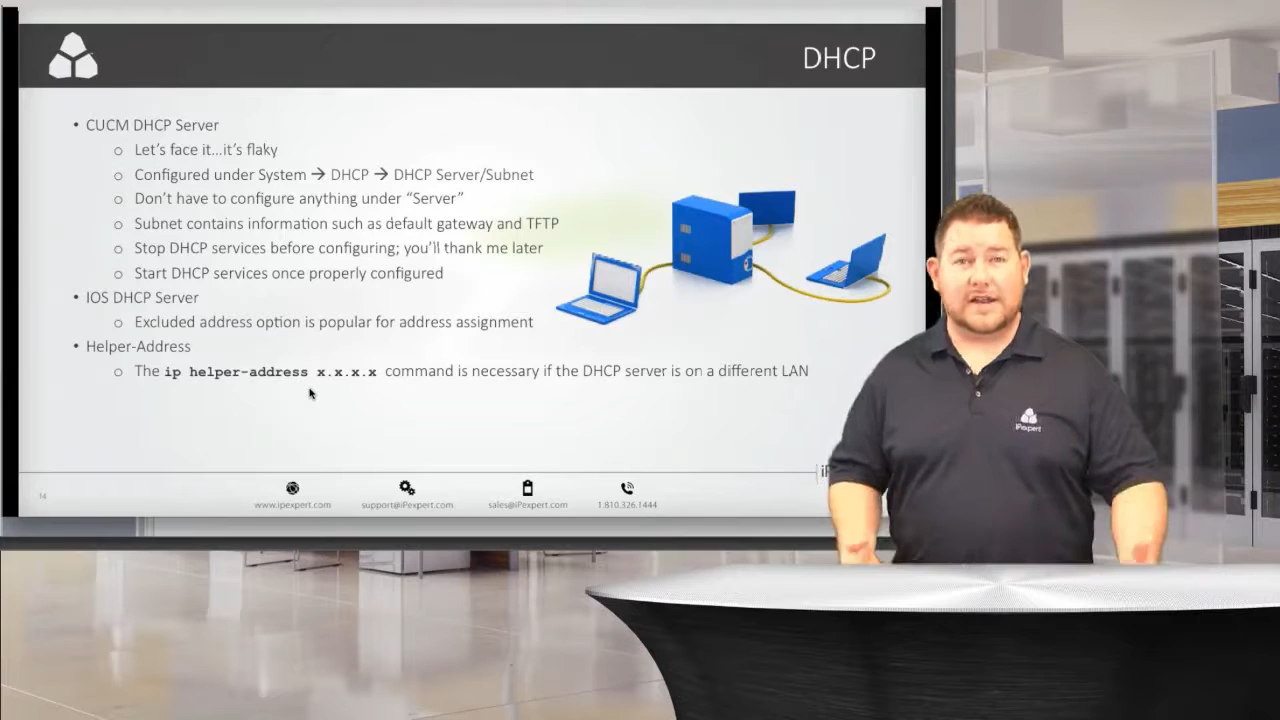 DHCP
• CUCM DHCP Server
o Let's face it...it's flaky
o Configured under System → DHCP → DHCP Server/Subnet
o Don't have to configure anything under “Server”
o Subnet contains information such as default gateway and TFTP
o Stop DHCP services before configuring; you'll thank me later
o Start DHCP services once properly configured
• IOS DHCP Server
o Excluded address option is popular for address assignment
• Helper-Address
o The ip helper-address x.x.x.x command is necessary if the DHCP server is on a different LAN
iPexpert
14
www.ipexpert.com support@iPexpert.com sales@iPexpert.com 1.810.326.1444